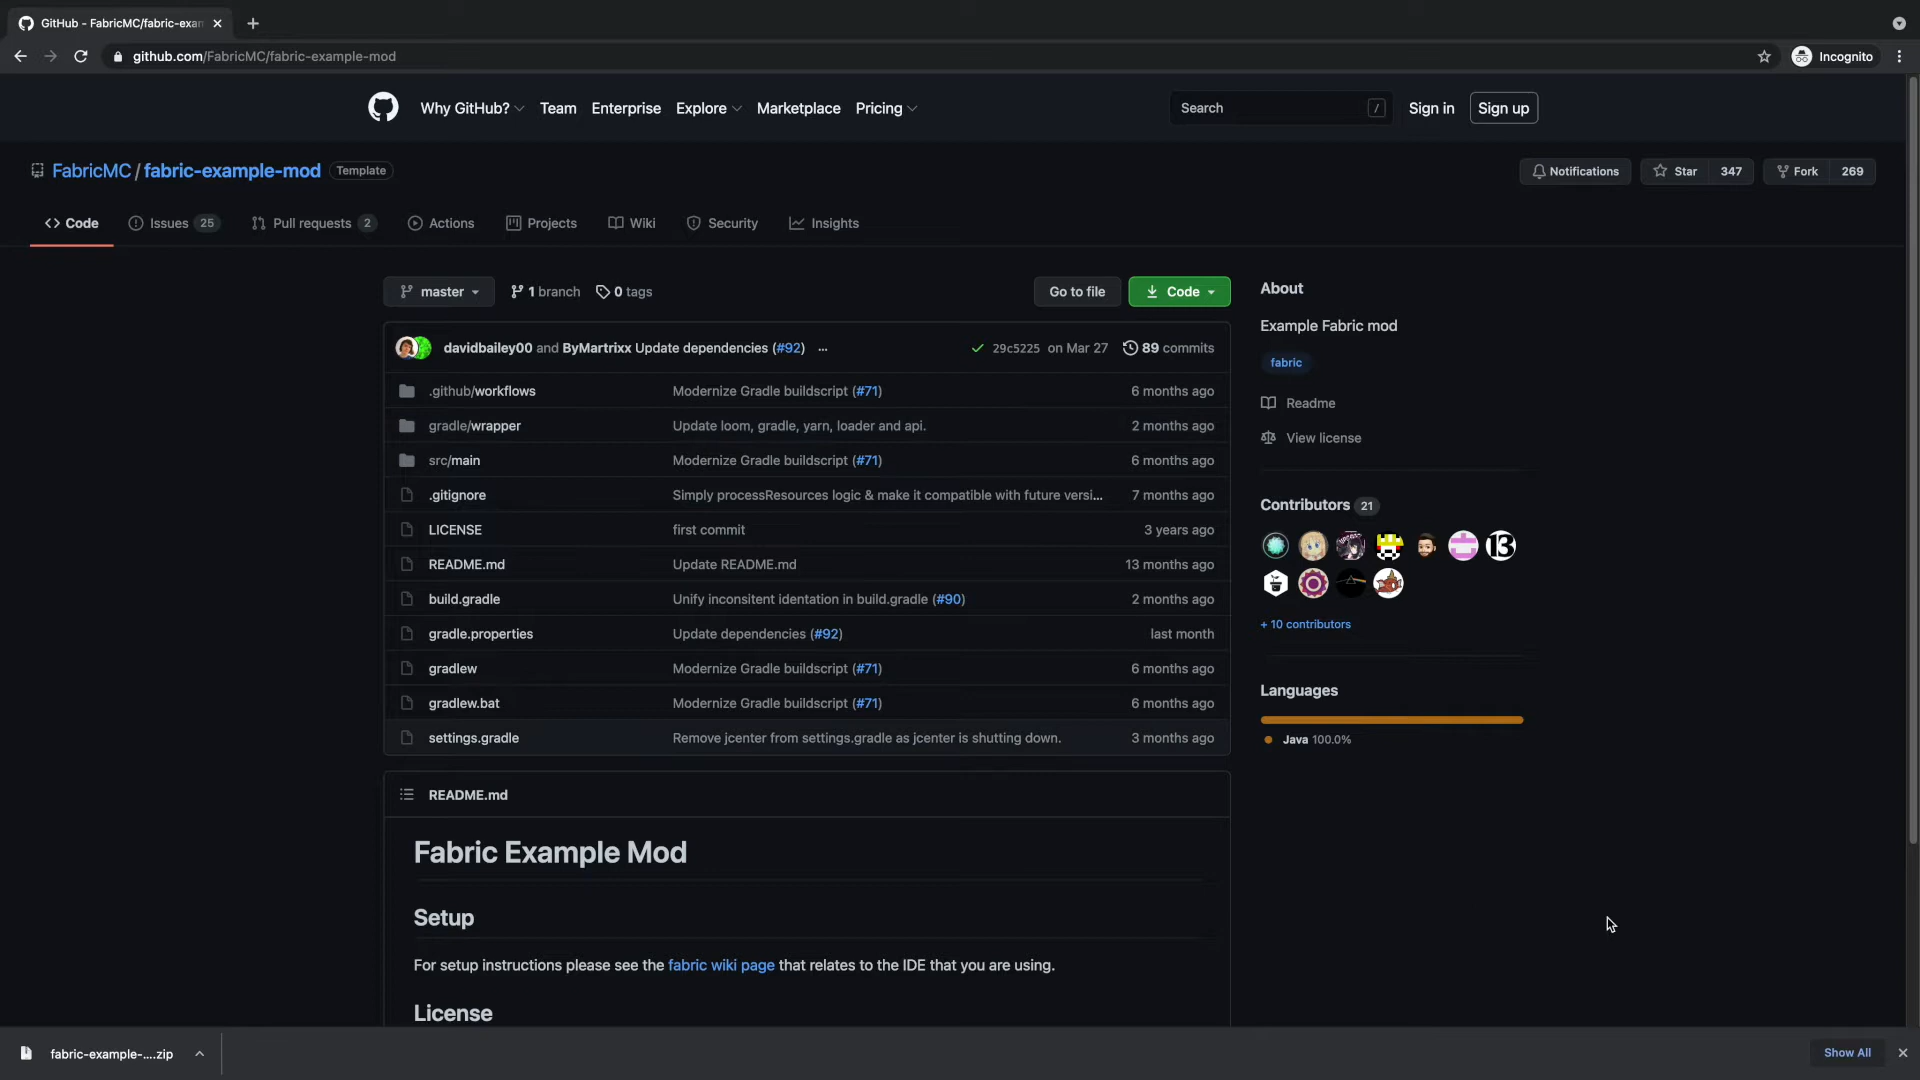 GitHub - FabricMC/fabric-exam
github.com/FabricMC/fabric-example-mod
Incognito
Why GitHub? Team Enterprise Explore Marketplace Pricing
Search /
Sign in Sign up
FabricMC / fabric-example-mod Template
Notifications Star 347 Fork 269
Code Issues 25 Pull requests 2 Actions Projects Wiki Security Insights
master 1 branch 0 tags Go to file Code
davidbailey00 and ByMartrixx Update dependencies (#92) ... 29c5225 on Mar 27 89 commits
.github/workflows Modernize Gradle buildscript (#71) 6 months ago
gradle/wrapper Update loom, gradle, yarn, loader and api. 2 months ago
src/main Modernize Gradle buildscript (#71) 6 months ago
.gitignore Simply processResources logic & make it compatible with future versi... 7 months ago
LICENSE first commit 3 years ago
README.md Update README.md 13 months ago
build.gradle Unify inconsitent identation in build.gradle (#90) 2 months ago
gradle.properties Update dependencies (#92) last month
gradlew Modernize Gradle buildscript (#71) 6 months ago
gradlew.bat Modernize Gradle buildscript (#71) 6 months ago
settings.gradle Remove jcenter from settings.gradle as jcenter is shutting down. 3 months ago
About
Example Fabric mod
fabric
Readme
View license
Contributors 21
13
+ 10 contributors
Languages
Java 100.0%
README.md
Fabric Example Mod
Setup
For setup instructions please see the fabric wiki page that relates to the IDE that you are using.
License
fabric-example-....zip
Show All